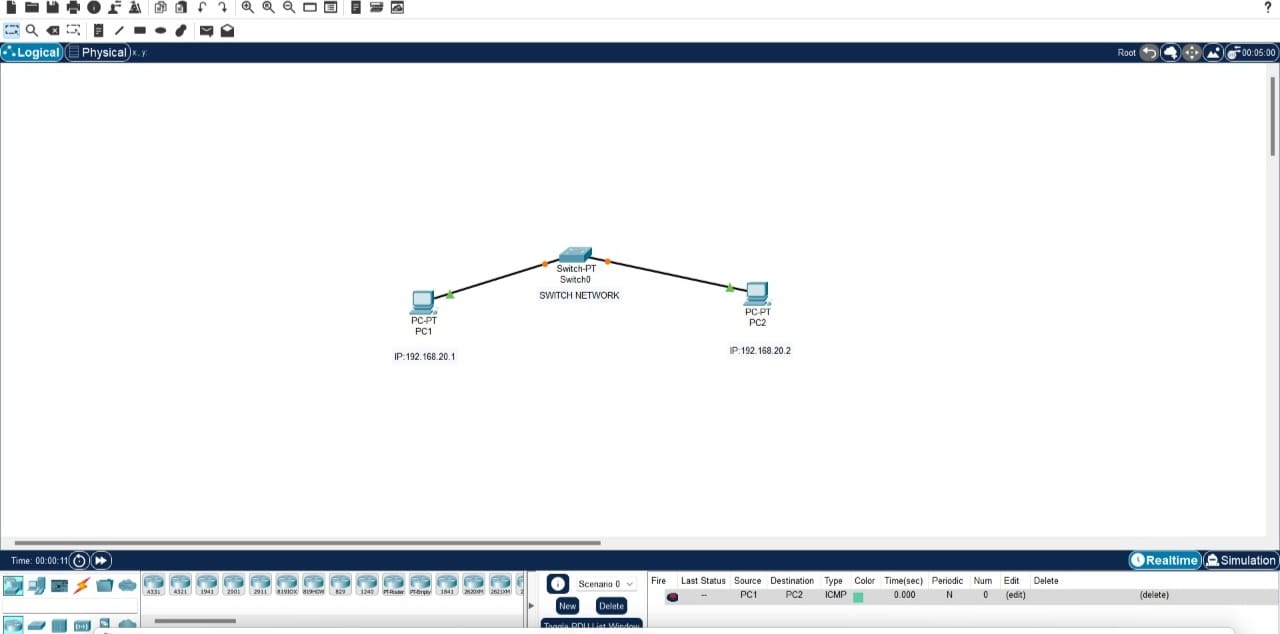 ?
Logical Physical x, y: Root 00:05:00
Switch-PT
Switch0
SWITCH NETWORK
PC-PT
PC1
IP:192.168.20.1
PC-PT
PC2
IP:192.168.20.2
Time: 00:00:11 Realtime Simulation
4331 4321 1941 2901 2911 819IOX 819HGW 829 1240 PT-Router PT-Empty 1841 2620XM 2621XM 2
Scenario 0
New Delete
Toggle PDU List Window
Fire Last Status Source Destination Type Color Time(sec) Periodic Num Edit Delete
-- PC1 PC2 ICMP 0.000 N 0 (edit) (delete)